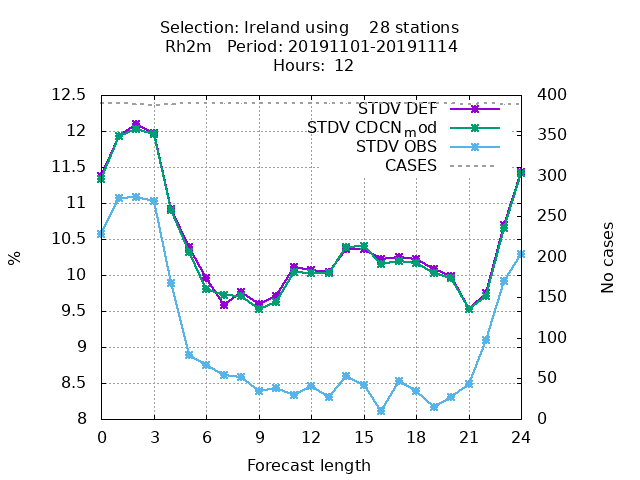 Selection: Ireland using    28 stations
Rh2m   Period: 20191101-20191114
Hours:  12
12.5
12
11.5
11
10.5
10
9.5
9
8.5
8
%
400
350
300
250
200
150
100
50
0
No cases
STDV DEF
STDV CDCNmod
STDV OBS
CASES
0 3 6 9 12 15 18 21 24
Forecast length